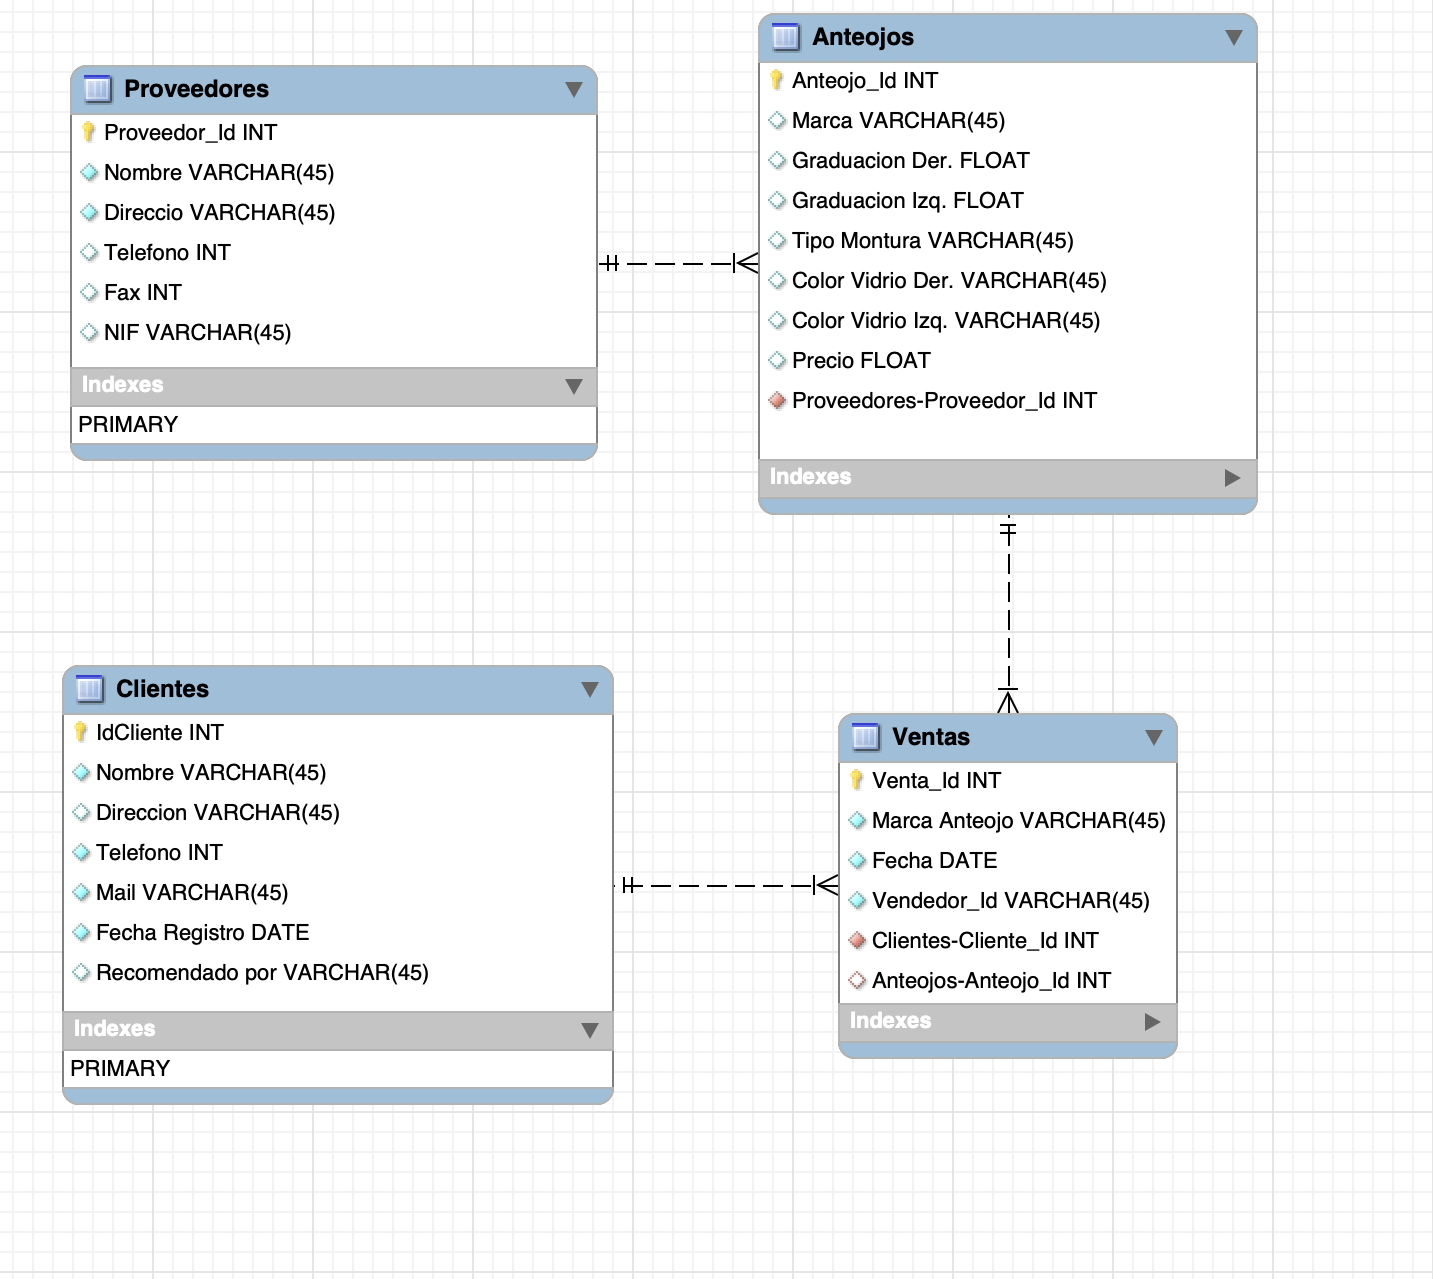 Proveedores
Proveedor_Id INT
Nombre VARCHAR(45)
Direccio VARCHAR(45)
Telefono INT
Fax INT
NIF VARCHAR(45)
Indexes
PRIMARY
Anteojos
Anteojo_Id INT
Marca VARCHAR(45)
Graduacion Der. FLOAT
Graduacion Izq. FLOAT
Tipo Montura VARCHAR(45)
Color Vidrio Der. VARCHAR(45)
Color Vidrio Izq. VARCHAR(45)
Precio FLOAT
Proveedores-Proveedor_Id INT
Indexes
Clientes
IdCliente INT
Nombre VARCHAR(45)
Direccion VARCHAR(45)
Telefono INT
Mail VARCHAR(45)
Fecha Registro DATE
Recomendado por VARCHAR(45)
Indexes
PRIMARY
Ventas
Venta_Id INT
Marca Anteojo VARCHAR(45)
Fecha DATE
Vendedor_Id VARCHAR(45)
Clientes-Cliente_Id INT
Anteojos-Anteojo_Id INT
Indexes